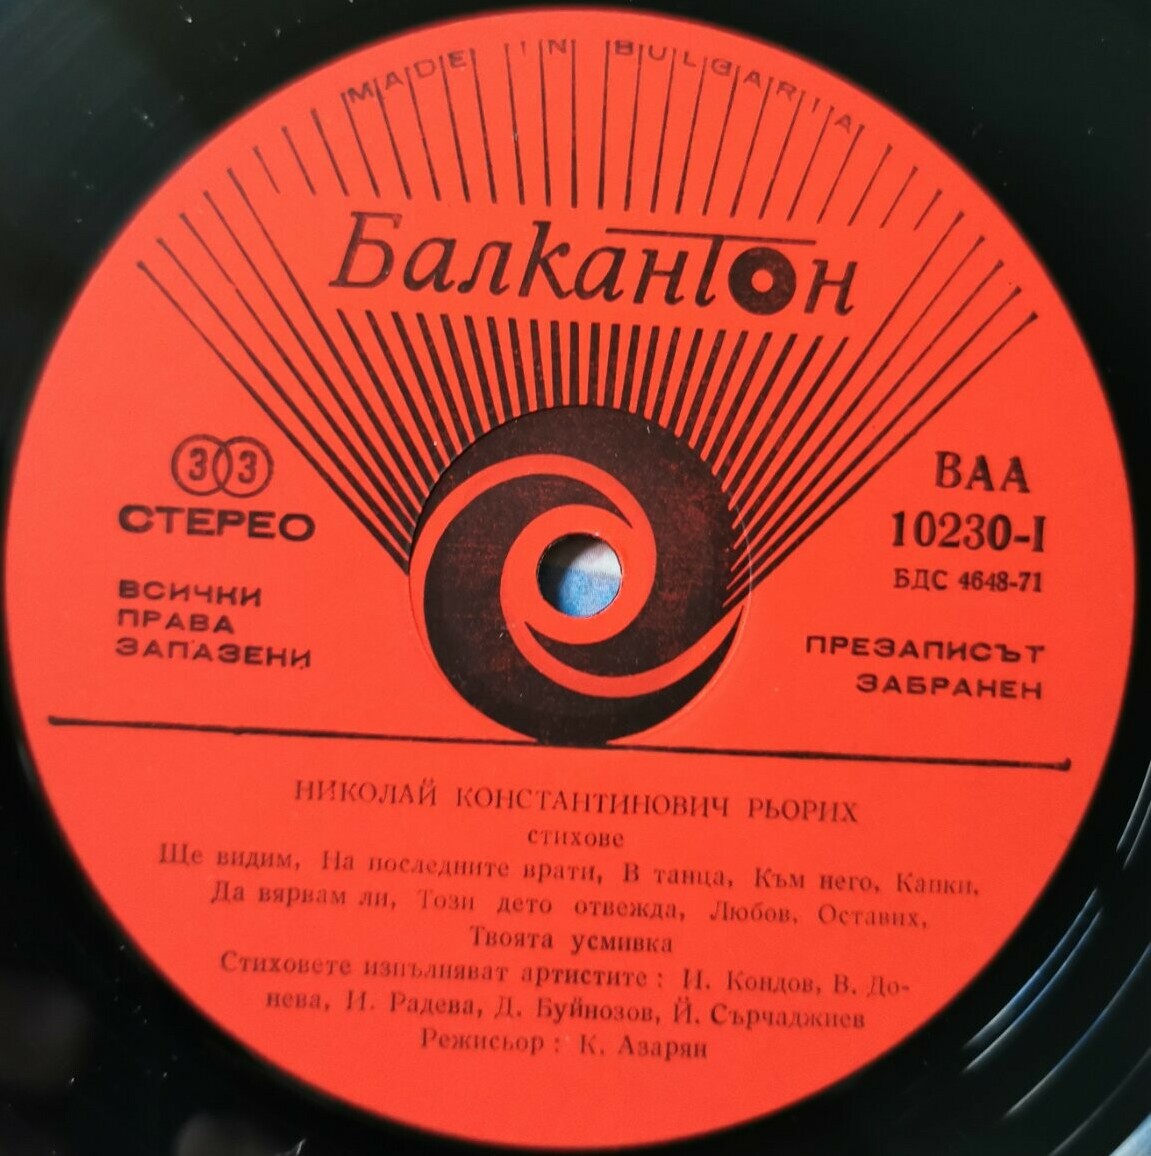 MADE IN BULGARIA
Балкантон
33
СТЕРЕО
ВСИЧКИ
ПРАВА
ЗАПАЗЕНИ
ВАА
10230-I
БДС 4648-71
ПРЕЗАПИСЪТ
ЗАБРАНЕН
НИКОЛАЙ КОНСТАНТИНОВИЧ РЬОРИХ
стихове
Ще видим, На последните врати, В танца, Към него, Капки,
Да вярвам ли, Този дето отвежда, Любов, Оставих,
Твоята усмивка
Стиховете изпълняват артистите : И. Кондов, В. До-
нева, И. Радева, Д. Буйнозов, Й. Сърчаджиев
Режисьор : К. Азарян